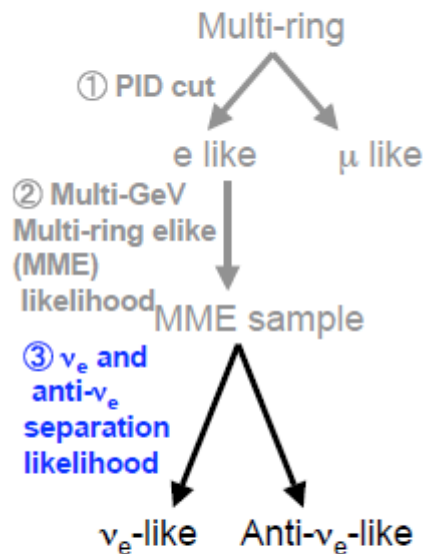 Multi-ring
① PID cut
e like μ like
② Multi-GeV
Multi-ring elike
(MME)
likelihood
MME sample
③ νe and
anti-νe
separation
likelihood
νe-like Anti-νe-like